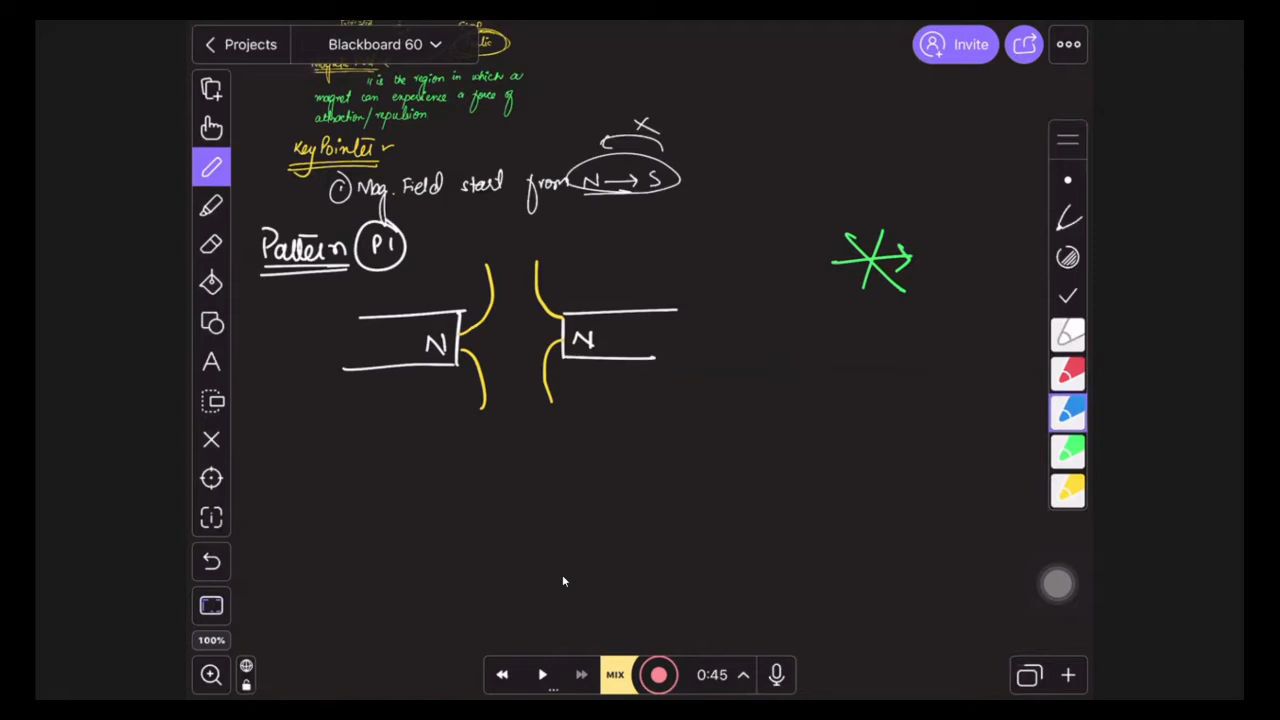 Projects
Blackboard 60
Invite
is the region in which a
magnet can experience a force of
attraction/repulsion
Key Pointer
① Mag. Field start from N → S
X
Pattern P1
N
N
A
100%
MIX
0:45